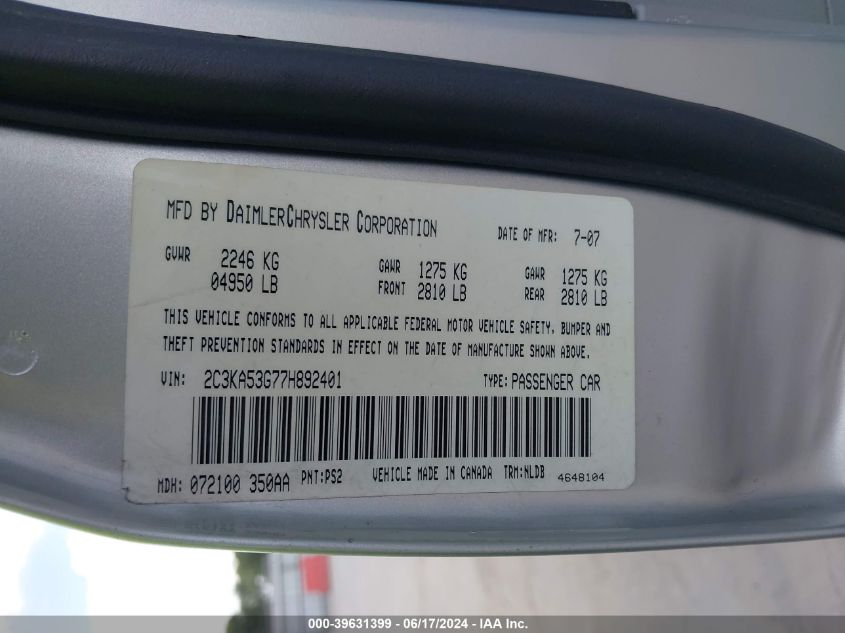 MFD BY DAIMLERCHRYSLER CORPORATION DATE OF MFR: 7-07
GVWR 2246 KG GAWR 1275 KG GAWR 1275 KG
04950 LB FRONT 2810 LB REAR 2810 LB
THIS VEHICLE CONFORMS TO ALL APPLICABLE FEDERAL MOTOR VEHICLE SAFETY, BUMPER AND
THEFT PREVENTION STANDARDS IN EFFECT ON THE DATE OF MANUFACTURE SHOWN ABOVE.
VIN: 2C3KA53G77H892401 TYPE: PASSENGER CAR
MDH: 072100 350AA PNT:PS2 VEHICLE MADE IN CANADA TRM:NLDB 4648104
000-39631399 - 06/17/2024 - IAA Inc.